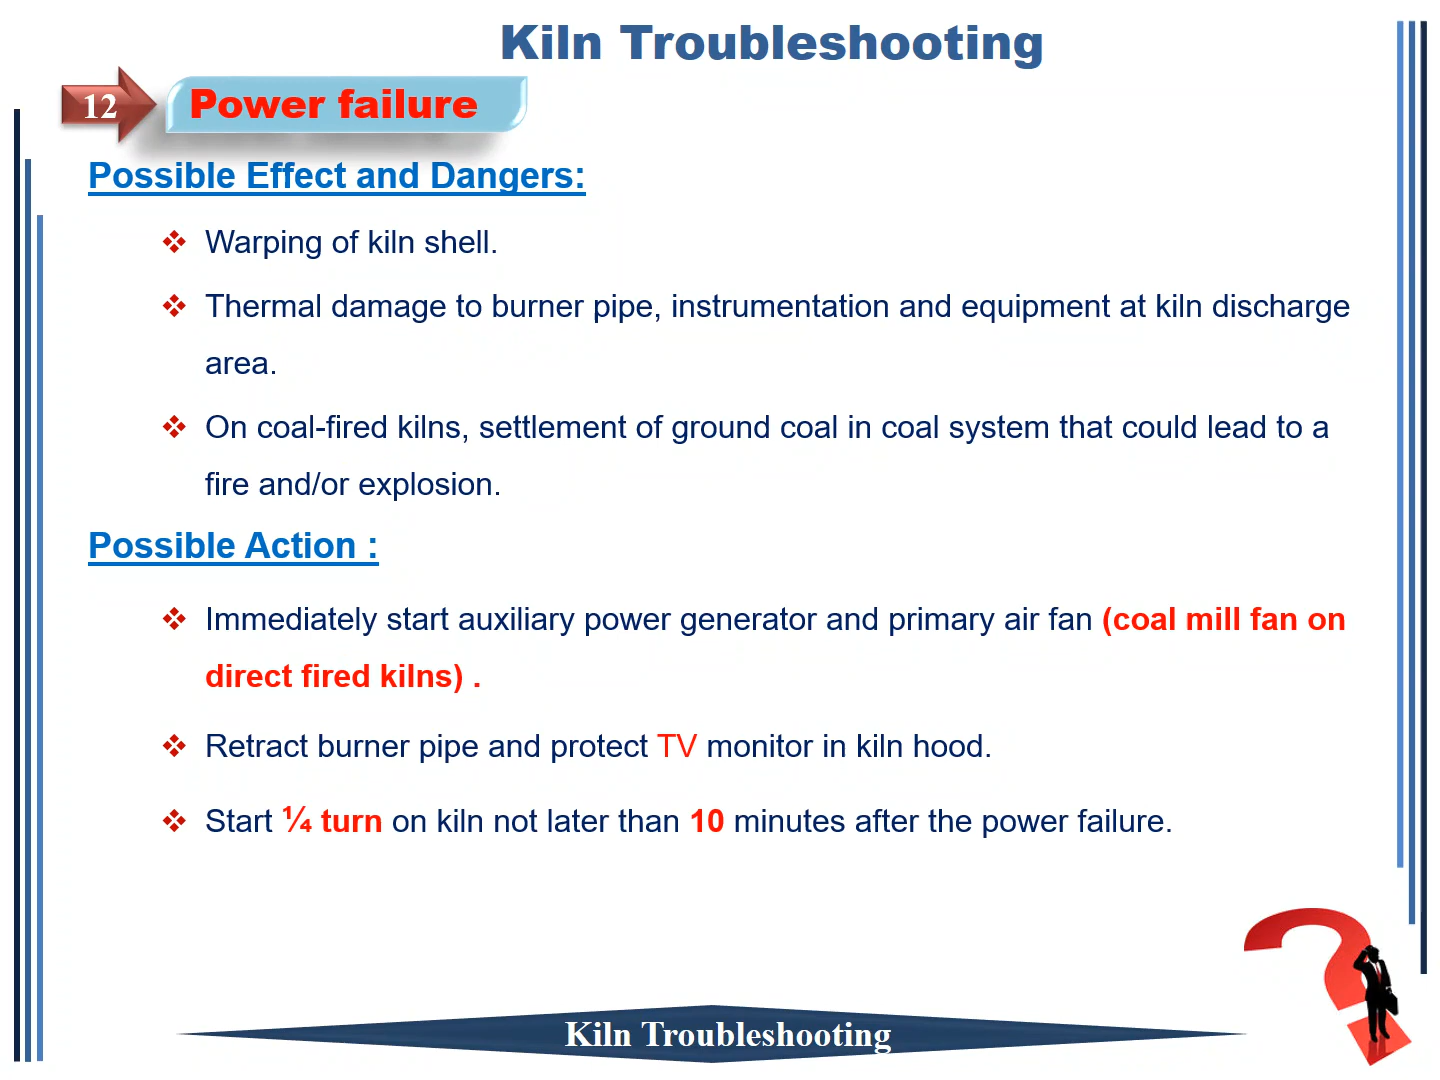 Kiln Troubleshooting
12 Power failure
Possible Effect and Dangers:
❖ Warping of kiln shell.
❖ Thermal damage to burner pipe, instrumentation and equipment at kiln discharge
area.
❖ On coal-fired kilns, settlement of ground coal in coal system that could lead to a
fire and/or explosion.
Possible Action :
❖ Immediately start auxiliary power generator and primary air fan (coal mill fan on
direct fired kilns) .
❖ Retract burner pipe and protect TV monitor in kiln hood.
❖ Start ¼ turn on kiln not later than 10 minutes after the power failure.
Kiln Troubleshooting